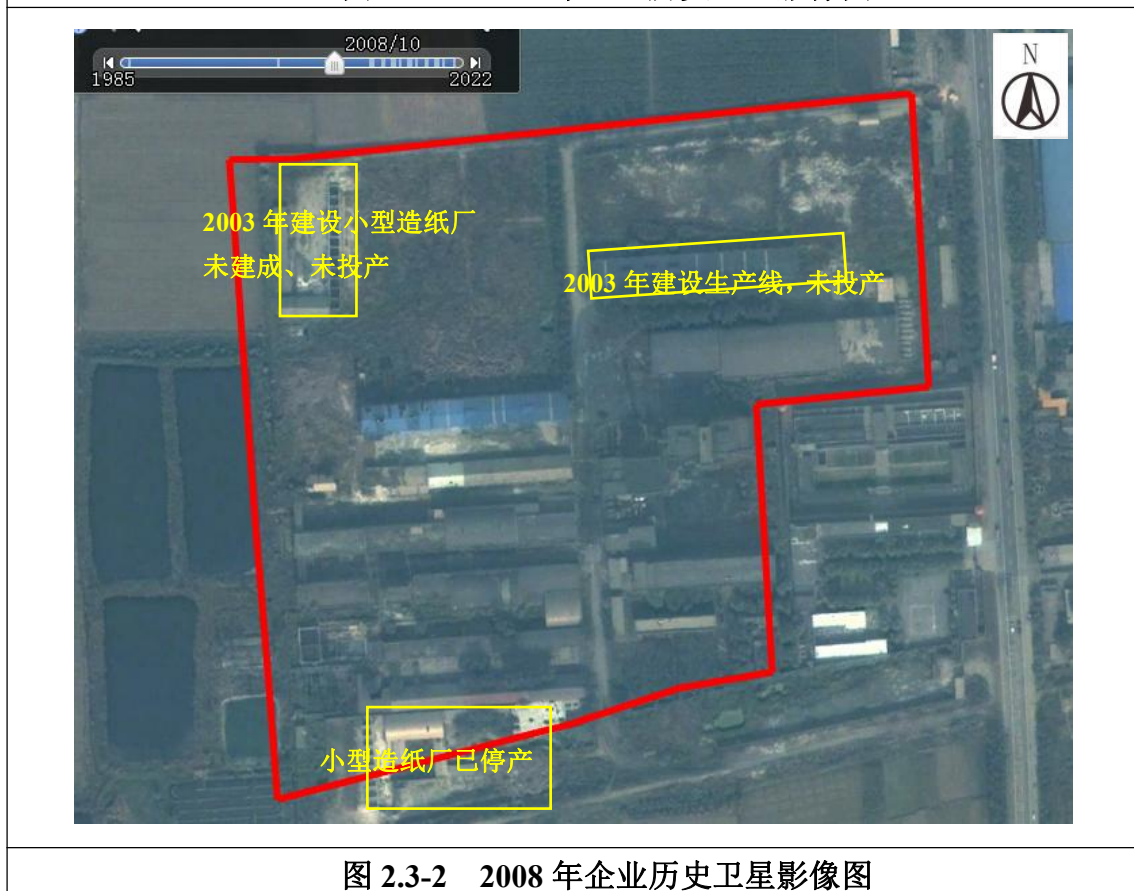 2008/10
1985
2022
N
2003 年建设小型造纸厂
未建成、未投产
2003 年建设生产线，未投产
小型造纸厂已停产
图 2.3-2 2008 年企业历史卫星影像图